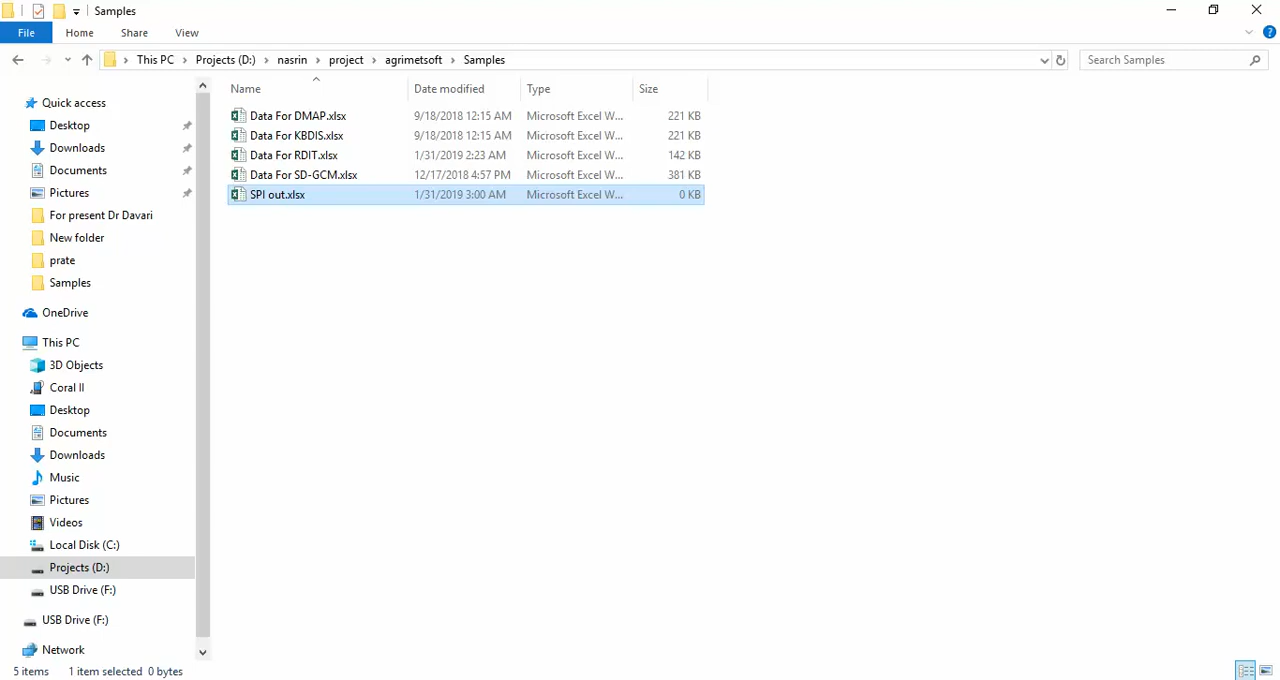 Samples
File Home Share View
This PC Projects (D:) nasrin project agrimetsoft Samples Search Samples
Name Date modified Type Size
Data For DMAP.xlsx 9/18/2018 12:15 AM Microsoft Excel W... 221 KB
Data For KBDIS.xlsx 9/18/2018 12:15 AM Microsoft Excel W... 221 KB
Data For RDIT.xlsx 1/31/2019 2:23 AM Microsoft Excel W... 142 KB
Data For SD-GCM.xlsx 12/17/2018 4:57 PM Microsoft Excel W... 381 KB
SPI out.xlsx 1/31/2019 3:00 AM Microsoft Excel W... 0 KB
Quick access
Desktop
Downloads
Documents
Pictures
For present Dr Davari
New folder
prate
Samples
OneDrive
This PC
3D Objects
Coral II
Desktop
Documents
Downloads
Music
Pictures
Videos
Local Disk (C:)
Projects (D:)
USB Drive (F:)
USB Drive (F:)
Network
5 items 1 item selected 0 bytes